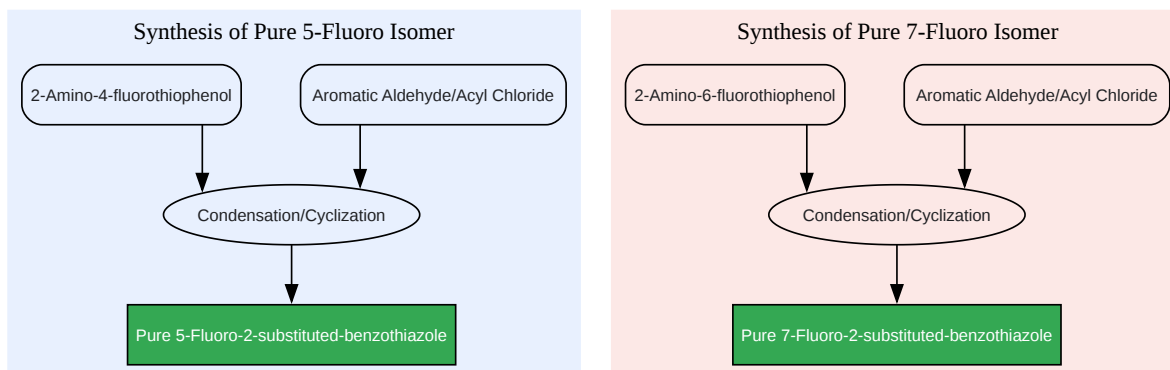 Synthesis of Pure 5-Fluoro Isomer
2-Amino-4-fluorothiophenol
Aromatic Aldehyde/Acyl Chloride
Condensation/Cyclization
Pure 5-Fluoro-2-substituted-benzothiazole
Synthesis of Pure 7-Fluoro Isomer
2-Amino-6-fluorothiophenol
Aromatic Aldehyde/Acyl Chloride
Condensation/Cyclization
Pure 7-Fluoro-2-substituted-benzothiazole